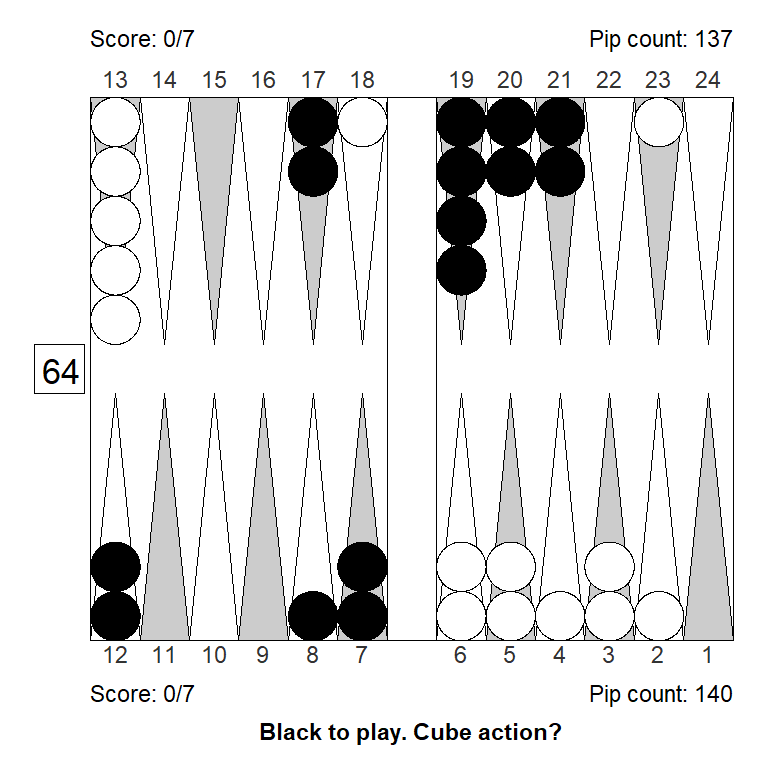 Score: 0/7 Pip count: 137
13 14 15 16 17 18 19 20 21 22 23 24
64
12 11 10 9 8 7 6 5 4 3 2 1
Score: 0/7 Pip count: 140
Black to play. Cube action?